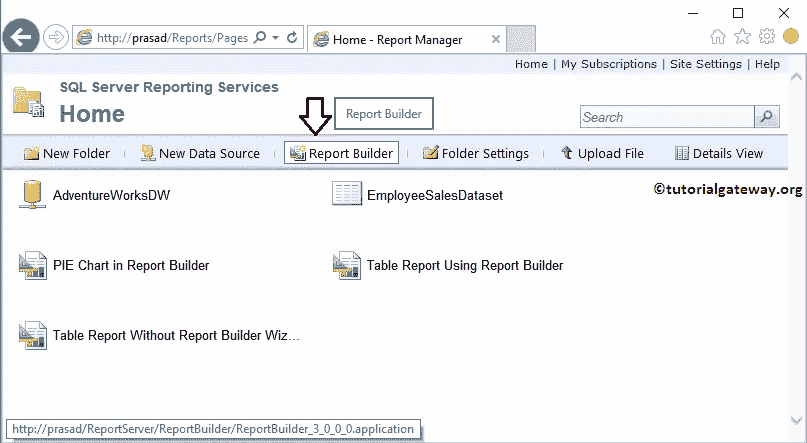 http://prasad/Reports/Pages
Home - Report Manager
Home | My Subscriptions | Site Settings | Help
SQL Server Reporting Services
Home
Report Builder
Search
New Folder
New Data Source
Report Builder
Folder Settings
Upload File
Details View
AdventureWorksDW
EmployeeSalesDataset
©tutorialgateway.org
PIE Chart in Report Builder
Table Report Using Report Builder
Table Report Without Report Builder Wiz...
http://prasad/ReportServer/ReportBuilder/ReportBuilder_3_0_0_0.application